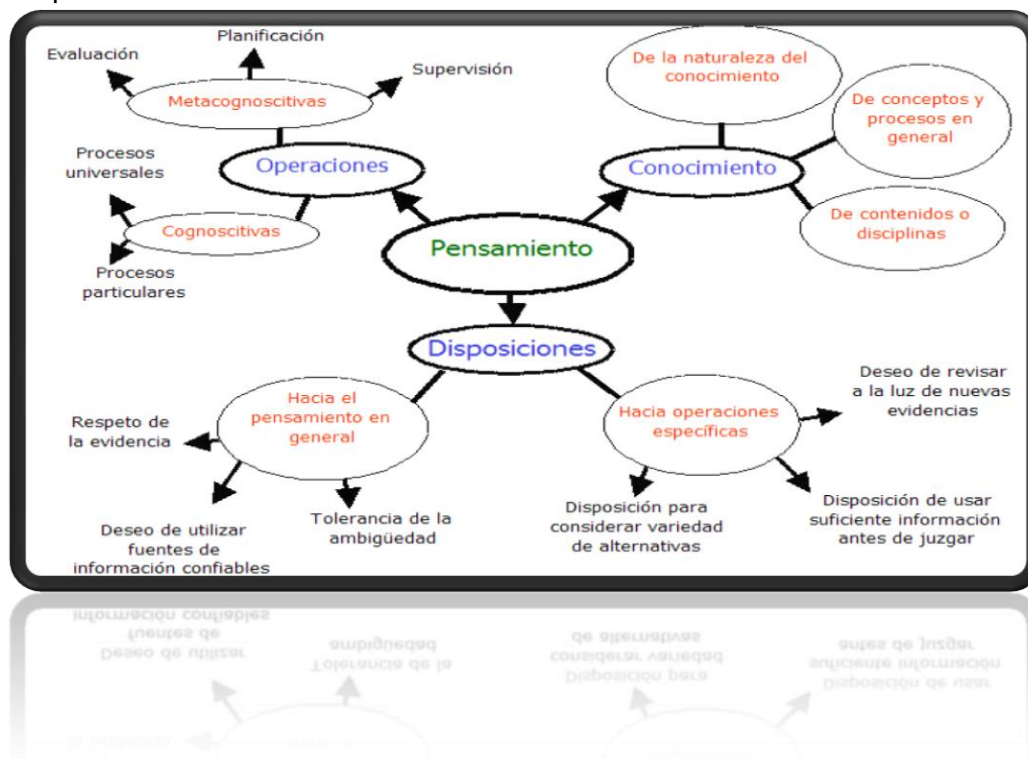 Planificación
Evaluación
Supervisión
Metacognoscitivas
Operaciones
Procesos
universales
Cognoscitivas
Procesos
particulares
De la naturaleza del
conocimiento
De conceptos y
procesos en
general
Conocimiento
De contenidos o
disciplinas
Pensamiento
Disposiciones
Hacia el
pensamiento en
general
Respeto de
la evidencia
Deseo de utilizar
fuentes de
información confiables
Tolerancia de la
ambigüedad
Hacia operaciones
específicas
Deseo de revisar
a la luz de nuevas
evidencias
Disposición para
considerar variedad
de alternativas
Disposición de usar
suficiente información
antes de juzgar